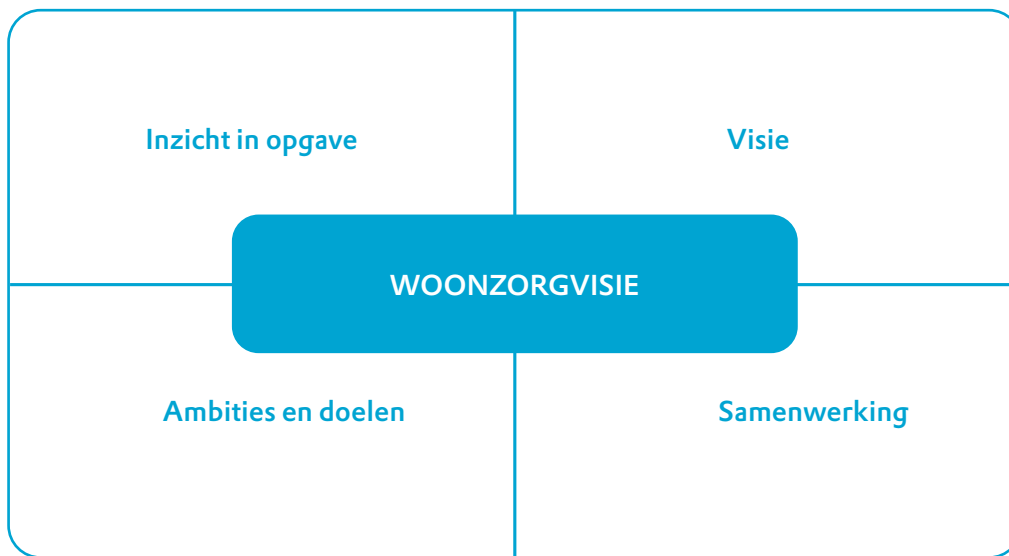 Inzicht in opgave
Visie
WOONZORGVISIE
Ambities en doelen
Samenwerking